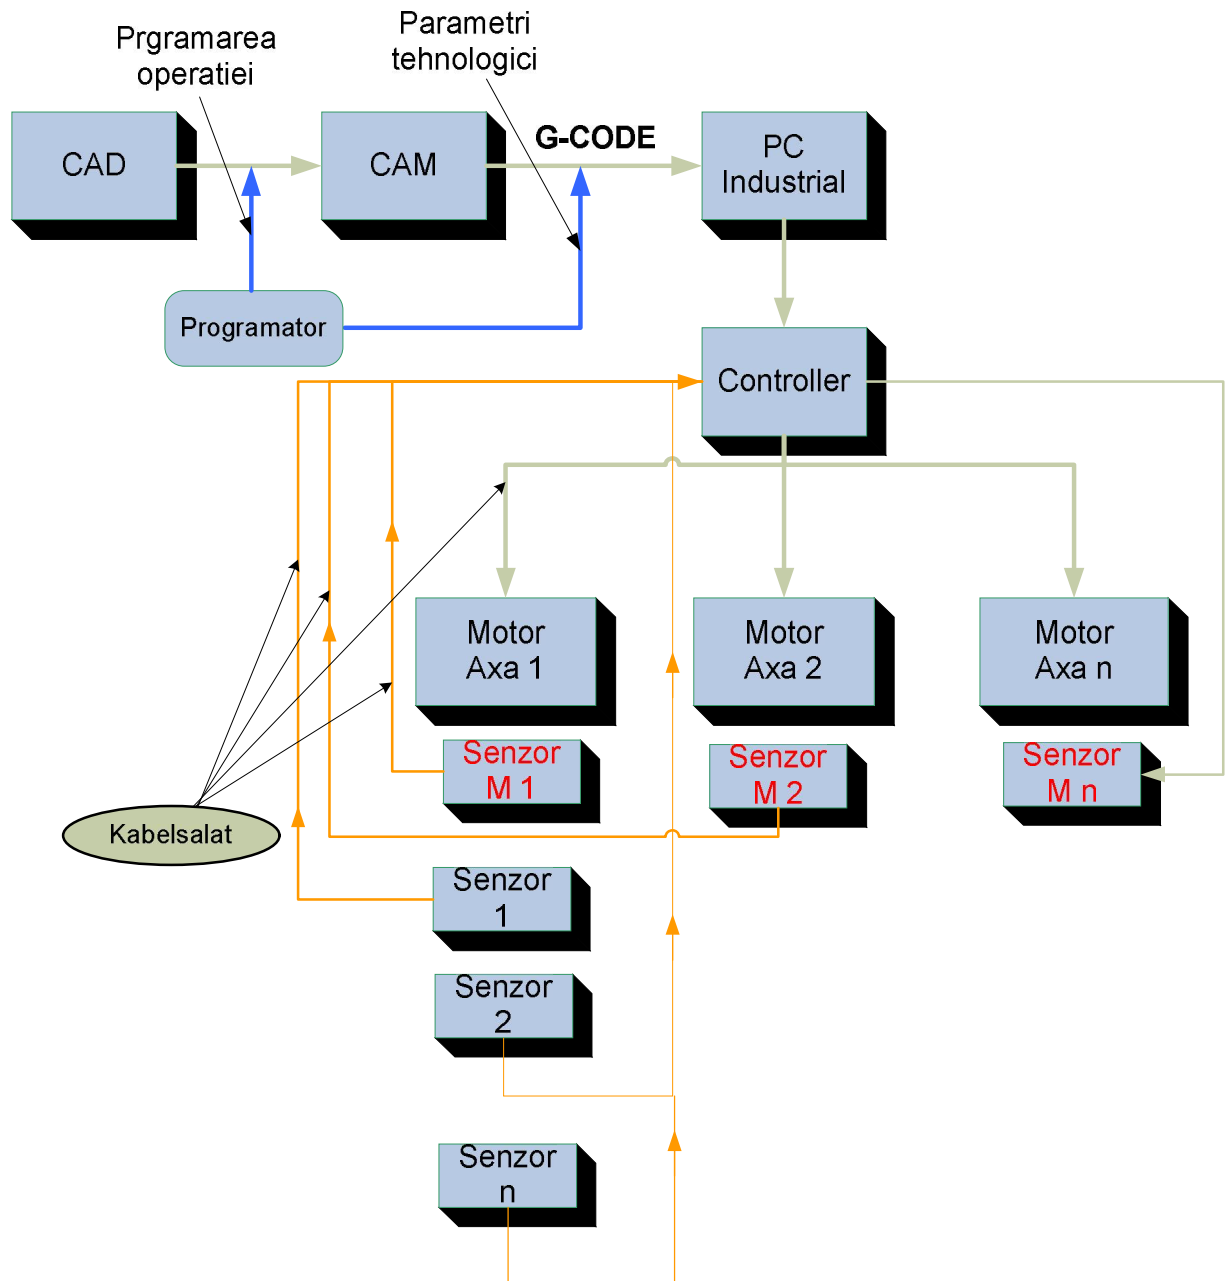 Prgramarea
operatiei
Parametri
tehnologici
CAD
CAM
G-CODE
PC
Industrial
Programator
Controller
Motor
Axa 1
Motor
Axa 2
Motor
Axa n
Senzor
M 1
Senzor
M 2
Senzor
M n
Kabelsalat
Senzor
1
Senzor
2
Senzor
n